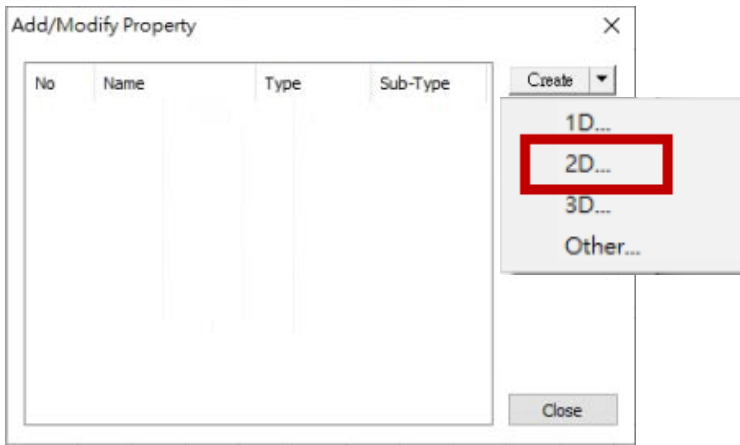 Add/Modify Property
No Name Type Sub-Type
Create
1D...
2D...
3D...
Other...
Close